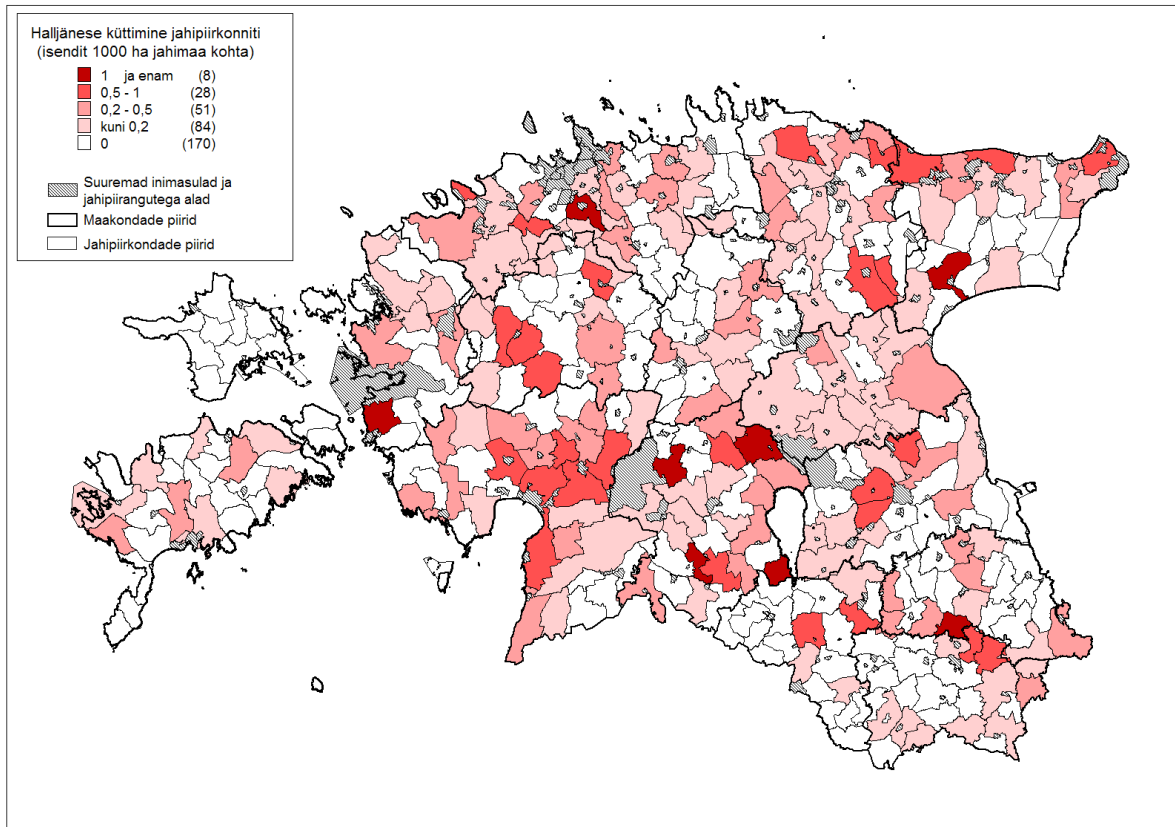 Halljänese küttimine jahipiirkonniti
(isendit 1000 ha jahimaa kohta)
1 ja enam (8)
0,5 - 1 (28)
0,2 - 0,5 (51)
kuni 0,2 (84)
0 (170)
Suuremad inimasulad ja
jahipiirangutega alad
Maakondade piirid
Jahipiirkondade piirid